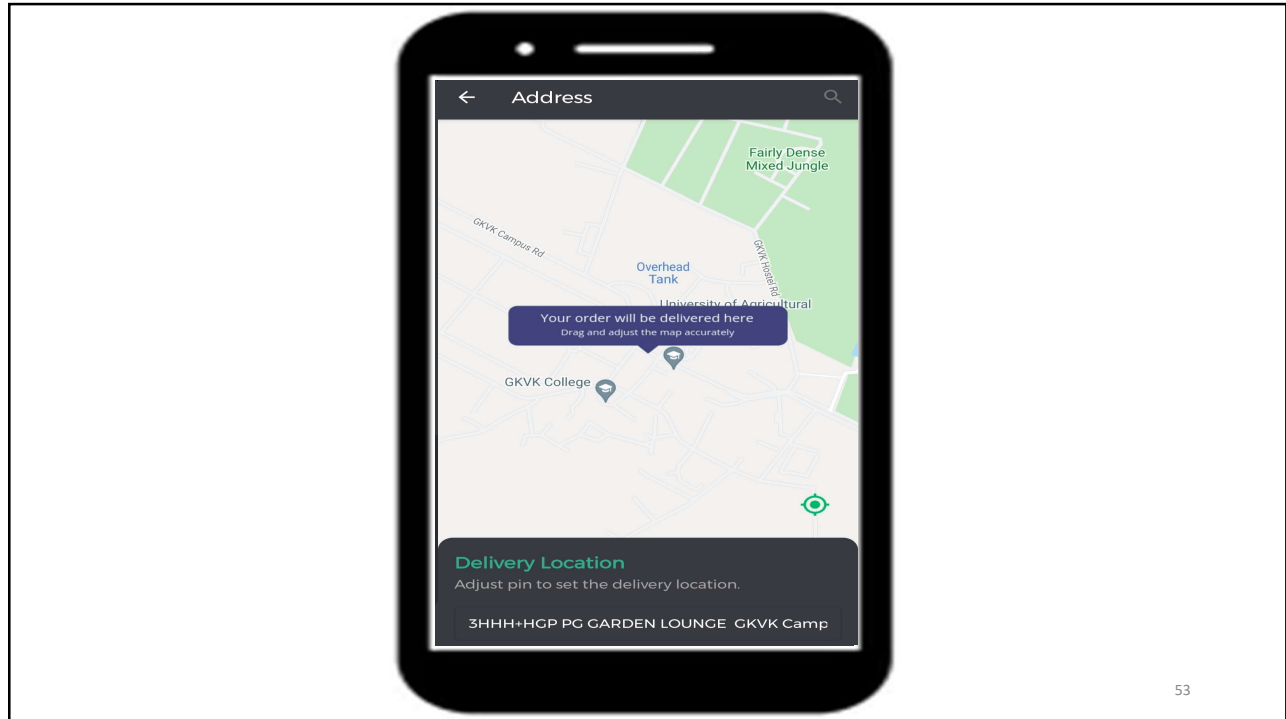 Address
Fairly Dense
Mixed Jungle
GKVK Campus Rd
GKVK Hostel Rd
Overhead
Tank
University of Agricultural
Your order will be delivered here
Drag and adjust the map accurately
GKVK College
Delivery Location
Adjust pin to set the delivery location.
3HHH+HGP PG GARDEN LOUNGE GKVK Camp
53